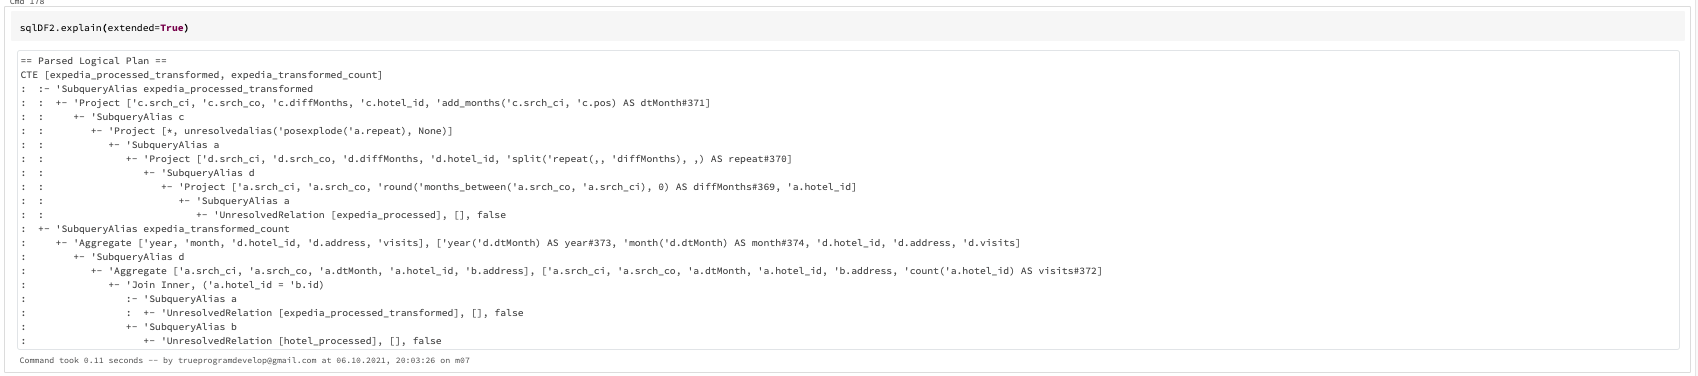 Cmd 178
sqlDF2.explain(extended=True)
== Parsed Logical Plan ==
CTE [expedia_processed_transformed, expedia_transformed_count]
:  :- 'SubqueryAlias expedia_processed_transformed
:  :  +- 'Project ['c.srch_ci, 'c.srch_co, 'c.diffMonths, 'c.hotel_id, 'add_months('c.srch_ci, 'c.pos) AS dtMonth#371]
:  :     +- 'SubqueryAlias c
:  :        +- 'Project [*, unresolvedalias('posexplode('a.repeat), None)]
:  :           +- 'SubqueryAlias a
:  :              +- 'Project ['d.srch_ci, 'd.srch_co, 'd.diffMonths, 'd.hotel_id, 'split('repeat(,, 'diffMonths), ,) AS repeat#370]
:  :                 +- 'SubqueryAlias d
:  :                    +- 'Project ['a.srch_ci, 'a.srch_co, 'round('months_between('a.srch_co, 'a.srch_ci), 0) AS diffMonths#369, 'a.hotel_id]
:  :                       +- 'SubqueryAlias a
:  :                          +- 'UnresolvedRelation [expedia_processed], [], false
:  +- 'SubqueryAlias expedia_transformed_count
:     +- 'Aggregate ['year, 'month, 'd.hotel_id, 'd.address, 'visits], ['year('d.dtMonth) AS year#373, 'month('d.dtMonth) AS month#374, 'd.hotel_id, 'd.address, 'd.visits]
:        +- 'SubqueryAlias d
:           +- 'Aggregate ['a.srch_ci, 'a.srch_co, 'a.dtMonth, 'a.hotel_id, 'b.address], ['a.srch_ci, 'a.srch_co, 'a.dtMonth, 'a.hotel_id, 'b.address, 'count('a.hotel_id) AS visits#372]
:              +- 'Join Inner, ('a.hotel_id = 'b.id)
:                 :- 'SubqueryAlias a
:                 :  +- 'UnresolvedRelation [expedia_processed_transformed], [], false
:                 +- 'SubqueryAlias b
:                    +- 'UnresolvedRelation [hotel_processed], [], false
Command took 0.11 seconds -- by trueprogramdevelop@gmail.com at 06.10.2021, 20:03:26 on m07